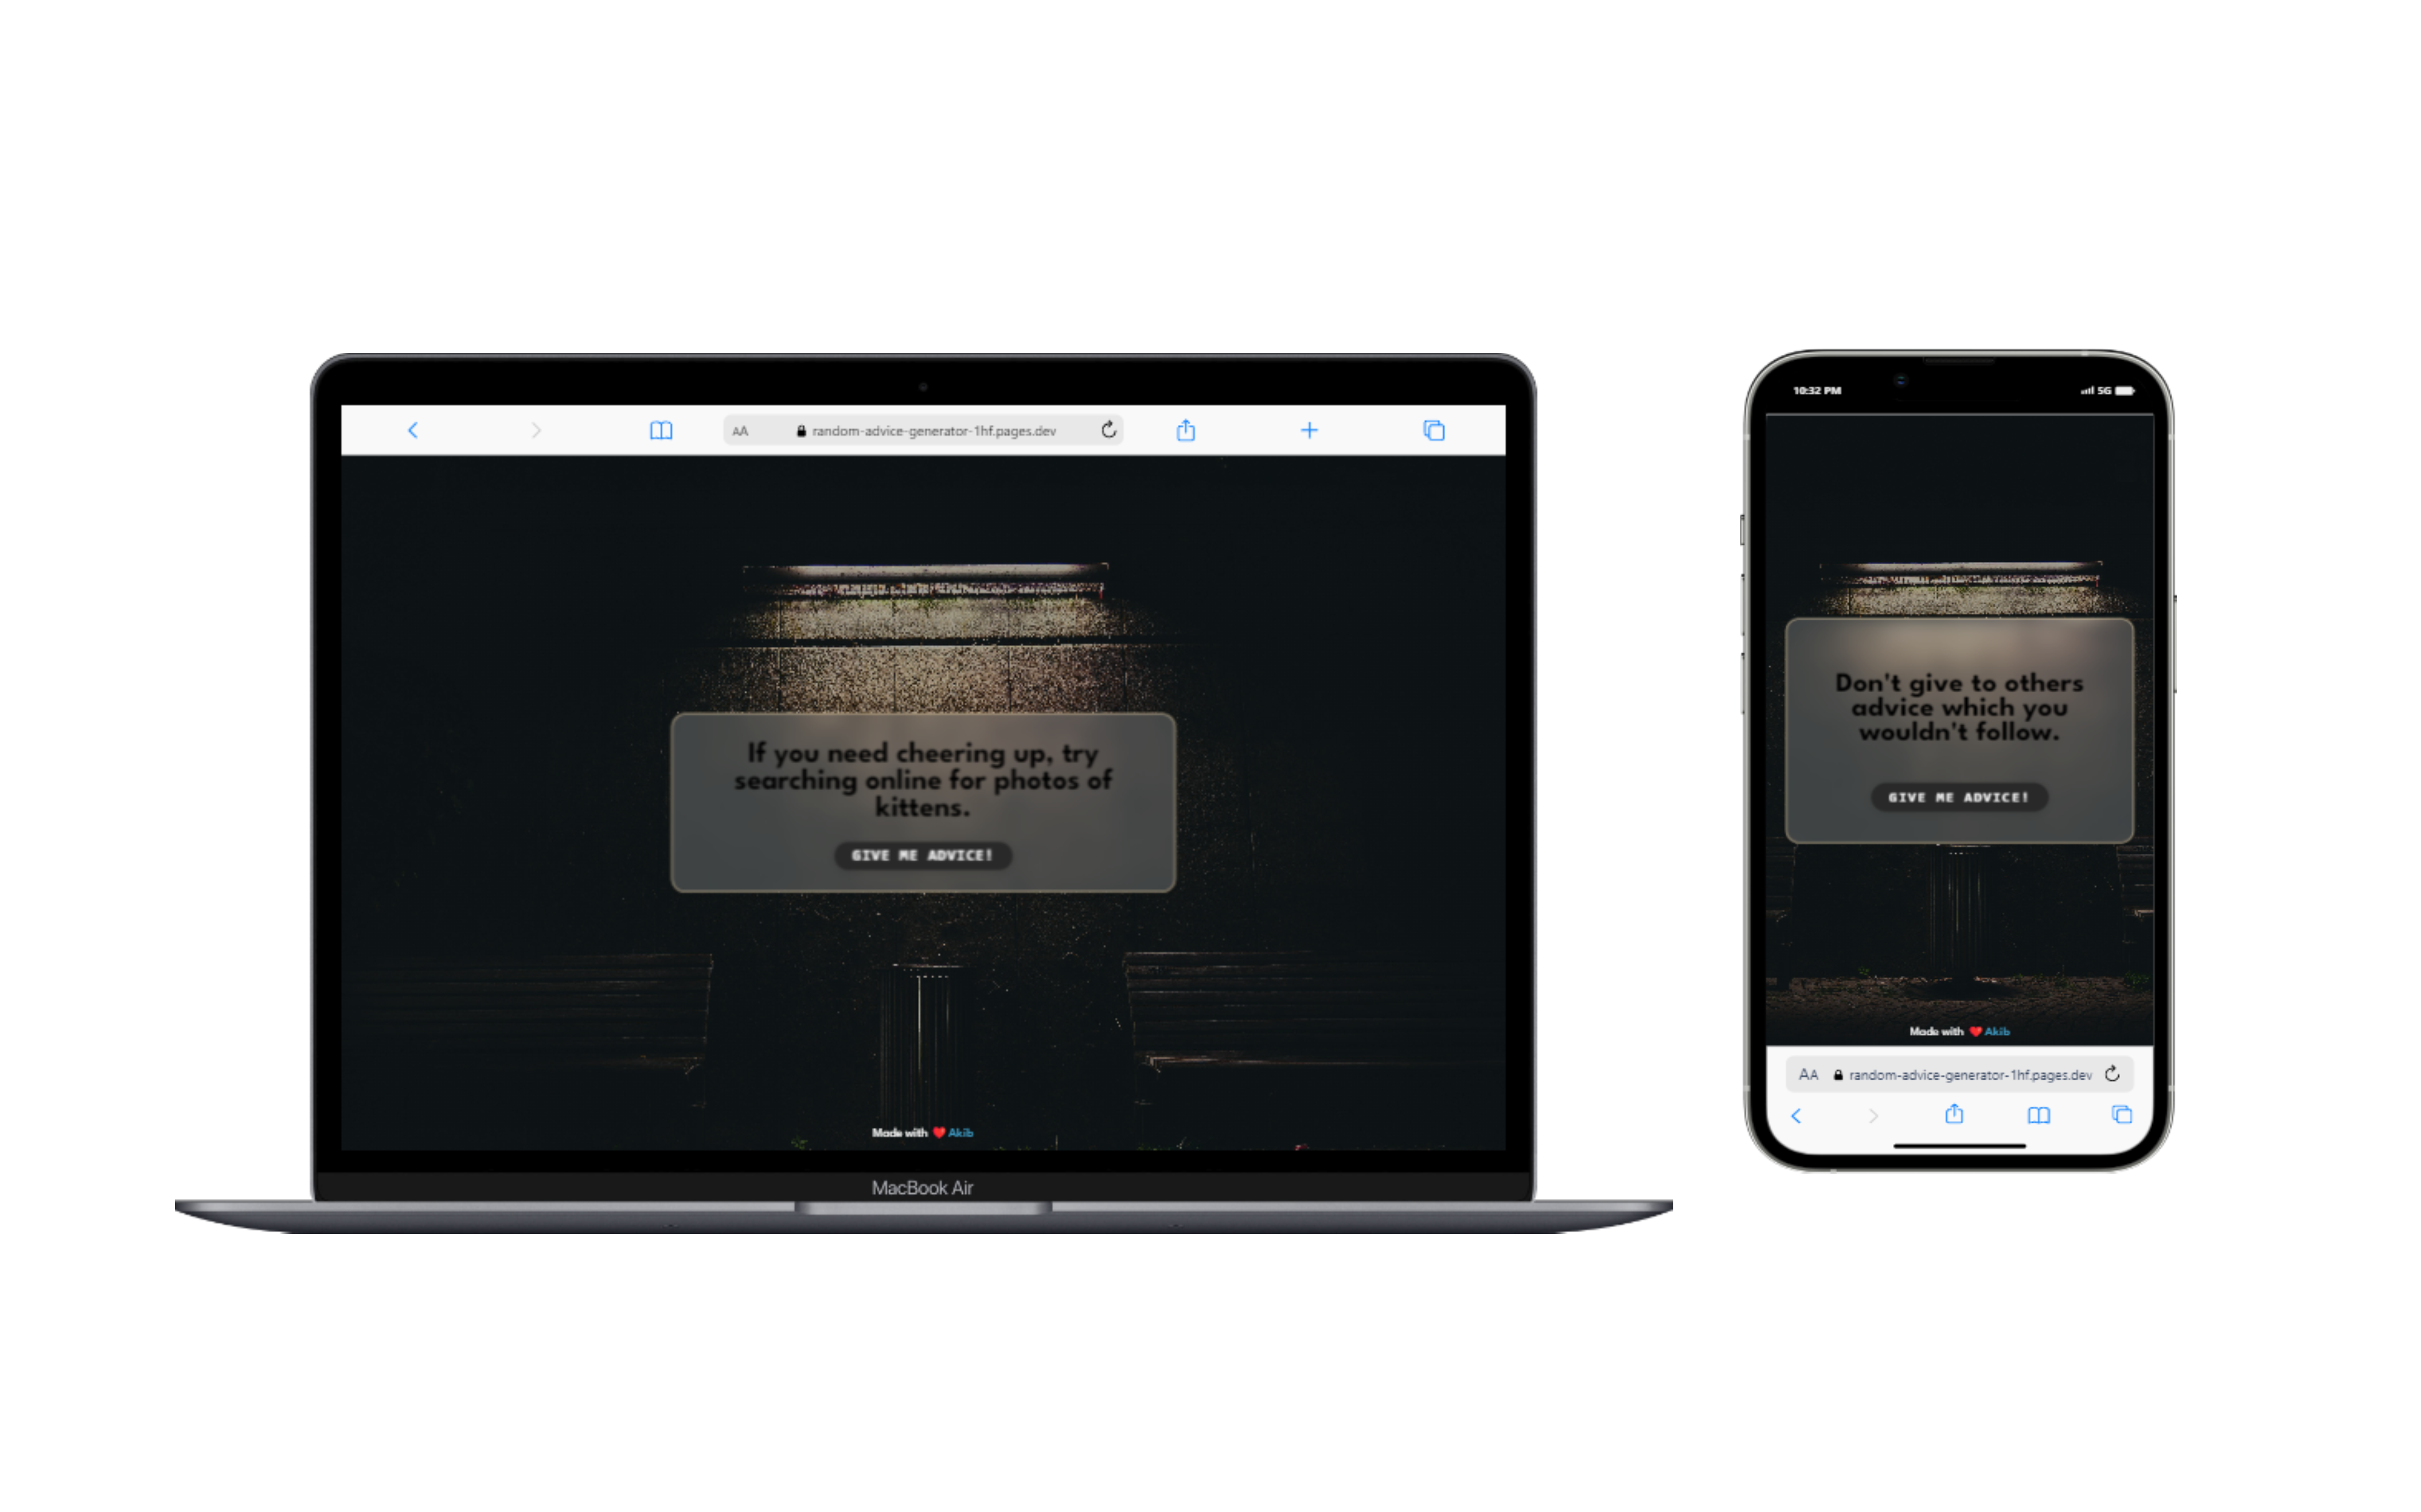 AA random-advice-generator-1hf.pages.dev
If you need cheering up, try
searching online for photos of
kittens.
GIVE ME ADVICE!
Made with ❤️ Akib
MacBook Air
10:32 PM 5G
Don't give to others
advice which you
wouldn't follow.
GIVE ME ADVICE!
Made with ❤️ Akib
AA random-advice-generator-1hf.pages.dev